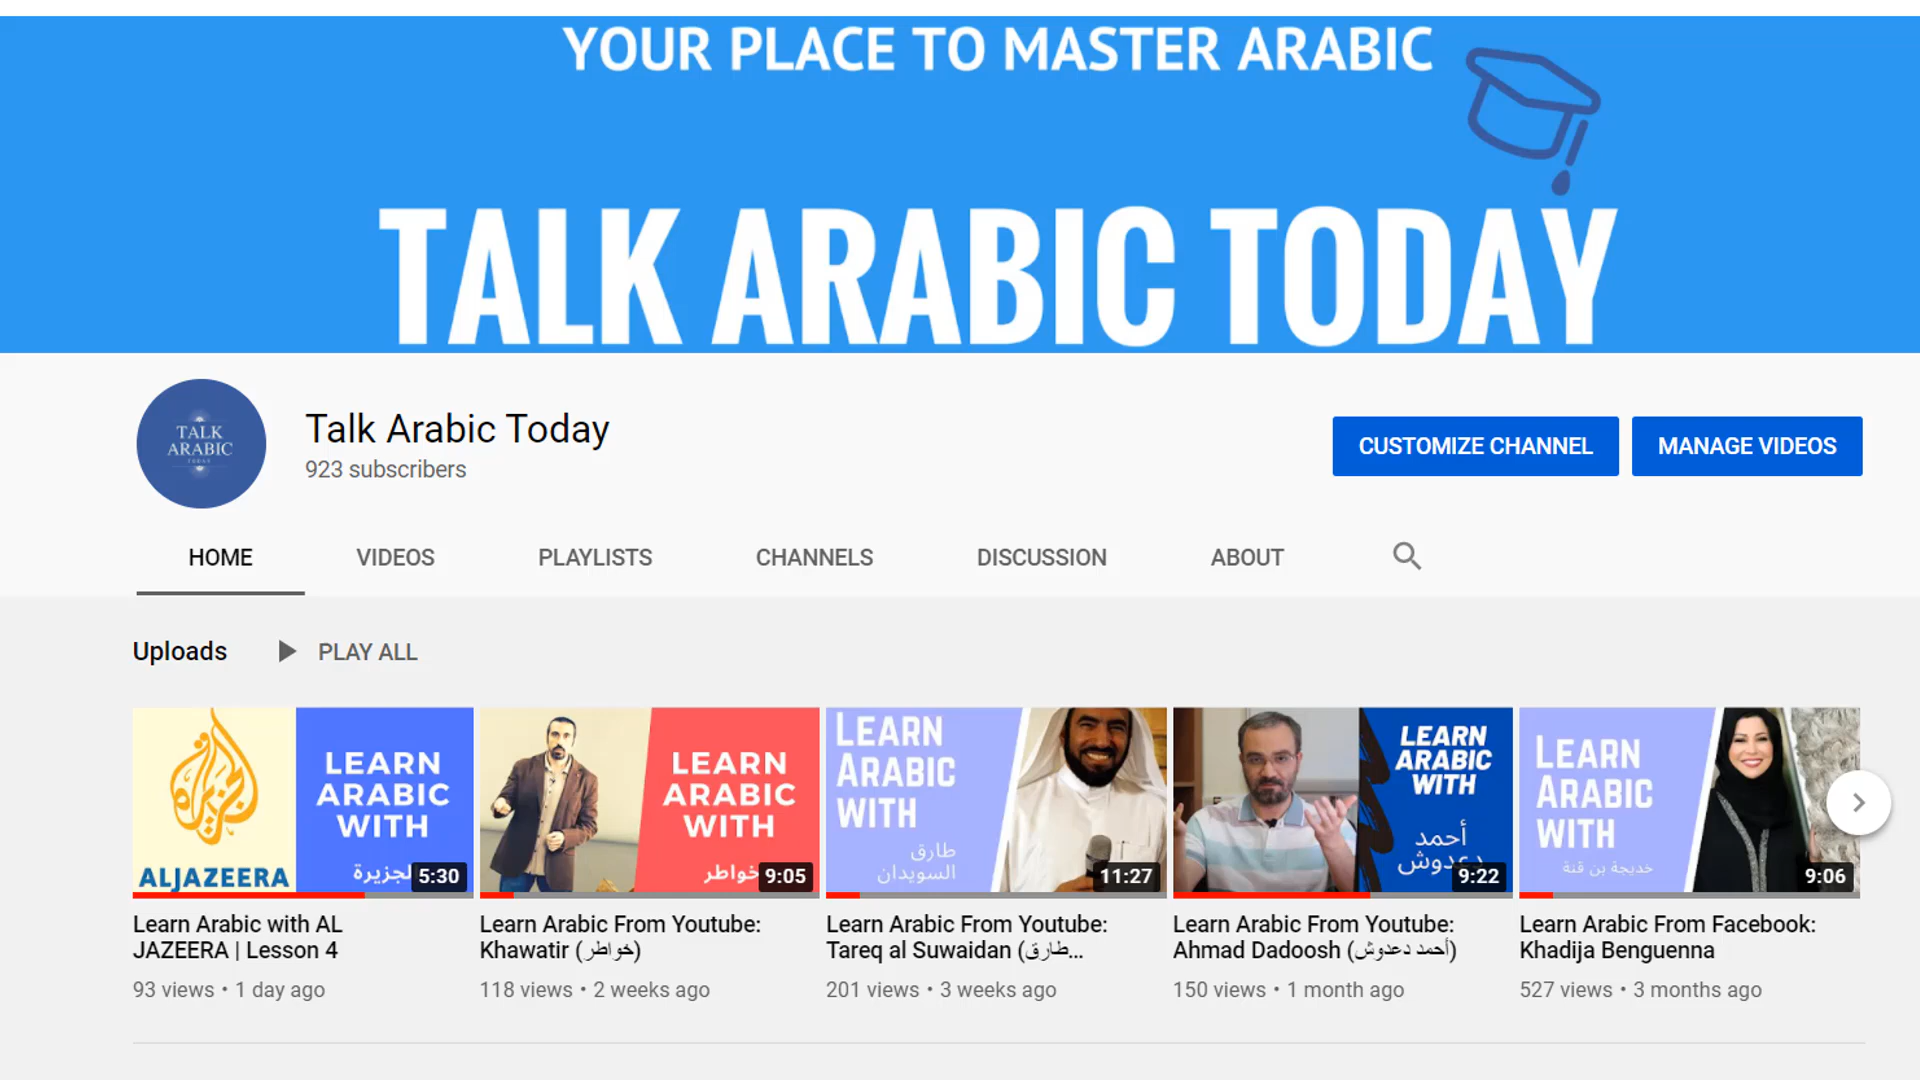 YOUR PLACE TO MASTER ARABIC
TALK ARABIC TODAY
TALK
ARABIC
TODAY
Talk Arabic Today
923 subscribers
CUSTOMIZE CHANNEL
MANAGE VIDEOS
HOME
VIDEOS
PLAYLISTS
CHANNELS
DISCUSSION
ABOUT
Uploads
PLAY ALL
ALJAZEERA
LEARN
ARABIC
WITH
5:30
LEARN
ARABIC
WITH
خواطر
9:05
LEARN
ARABIC
WITH
طارق
السويدان
11:27
LEARN
ARABIC
WITH
أحمد
دعدوش
9:22
LEARN
ARABIC
WITH
خديجة بن قنة
9:06
Learn Arabic with AL
JAZEERA | Lesson 4
93 views • 1 day ago
Learn Arabic From Youtube:
Khawatir (خواطر)
118 views • 2 weeks ago
Learn Arabic From Youtube:
Tareq al Suwaidan (طارق...
201 views • 3 weeks ago
Learn Arabic From Youtube:
Ahmad Dadoosh (أحمد دعدوش)
150 views • 1 month ago
Learn Arabic From Facebook:
Khadija Benguenna
527 views • 3 months ago